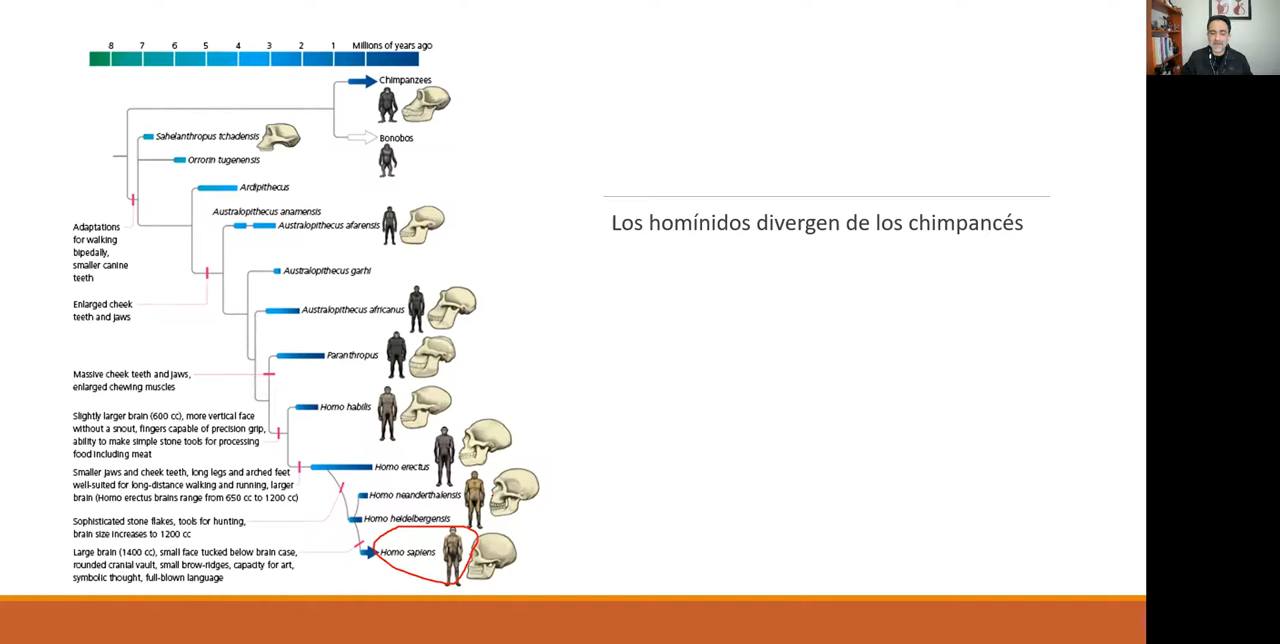 8 7 6 5 4 3 2 1 Millions of years ago
Chimpanzees
Sahelanthropus tchadensis
Bonobos
Orrorin tugenensis
Ardipithecus
Australopithecus anamensis
Australopithecus afarensis
Adaptations
for walking
bipedally,
smaller canine
teeth
Australopithecus garhi
Enlarged cheek
teeth and jaws
Australopithecus africanus
Paranthropus
Massive cheek teeth and jaws,
enlarged chewing muscles
Homo habilis
Slightly larger brain (600 cc), more vertical face
without a snout, fingers capable of precision grip,
ability to make simple stone tools for processing
food including meat
Homo erectus
Smaller jaws and cheek teeth, long legs and arched feet
well-suited for long-distance walking and running, larger
brain (Homo erectus brains range from 650 cc to 1200 cc)
Homo neanderthalensis
Homo heidelbergensis
Sophisticated stone flakes, tools for hunting,
brain size increases to 1200 cc
Homo sapiens
Large brain (1400 cc), small face tucked below brain case,
rounded cranial vault, small brow-ridges, capacity for art,
symbolic thought, full-blown language
Los homínidos divergen de los chimpancés